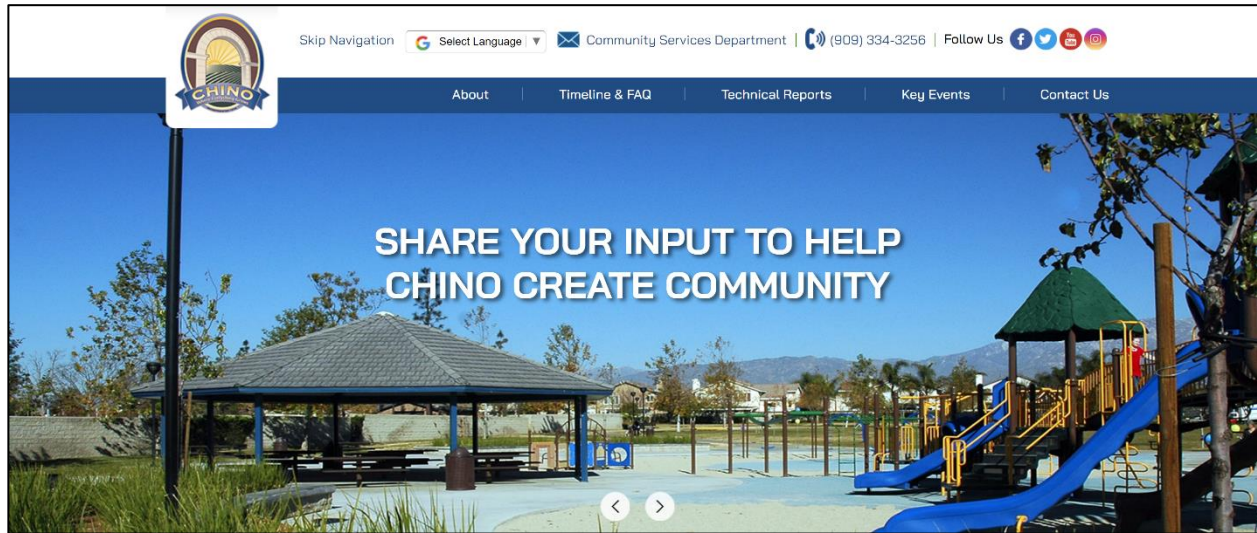 CHINO
Skip Navigation
Select Language
Community Services Department | (909) 334-3256 | Follow Us
About
Timeline & FAQ
Technical Reports
Key Events
Contact Us
SHARE YOUR INPUT TO HELP
CHINO CREATE COMMUNITY